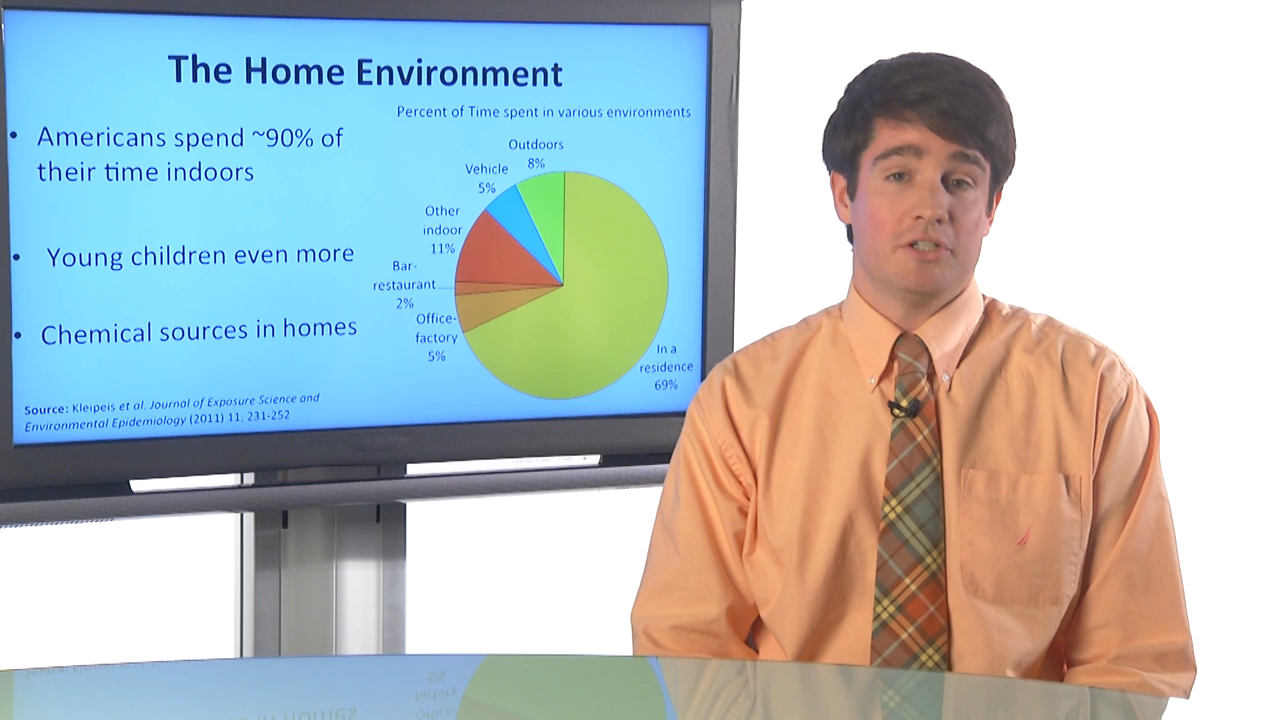 The Home Environment
• Americans spend ~90% of
their time indoors
• Young children even more
• Chemical sources in homes
Source: Kleipeis et al. Journal of Exposure Science and
Environmental Epidemiology (2011) 11, 231-252
Percent of Time spent in various environments
Outdoors
8%
Vehicle
5%
Other
indoor
11%
Bar-
restaurant
2%
Office-
factory
5%
In a
residence
69%